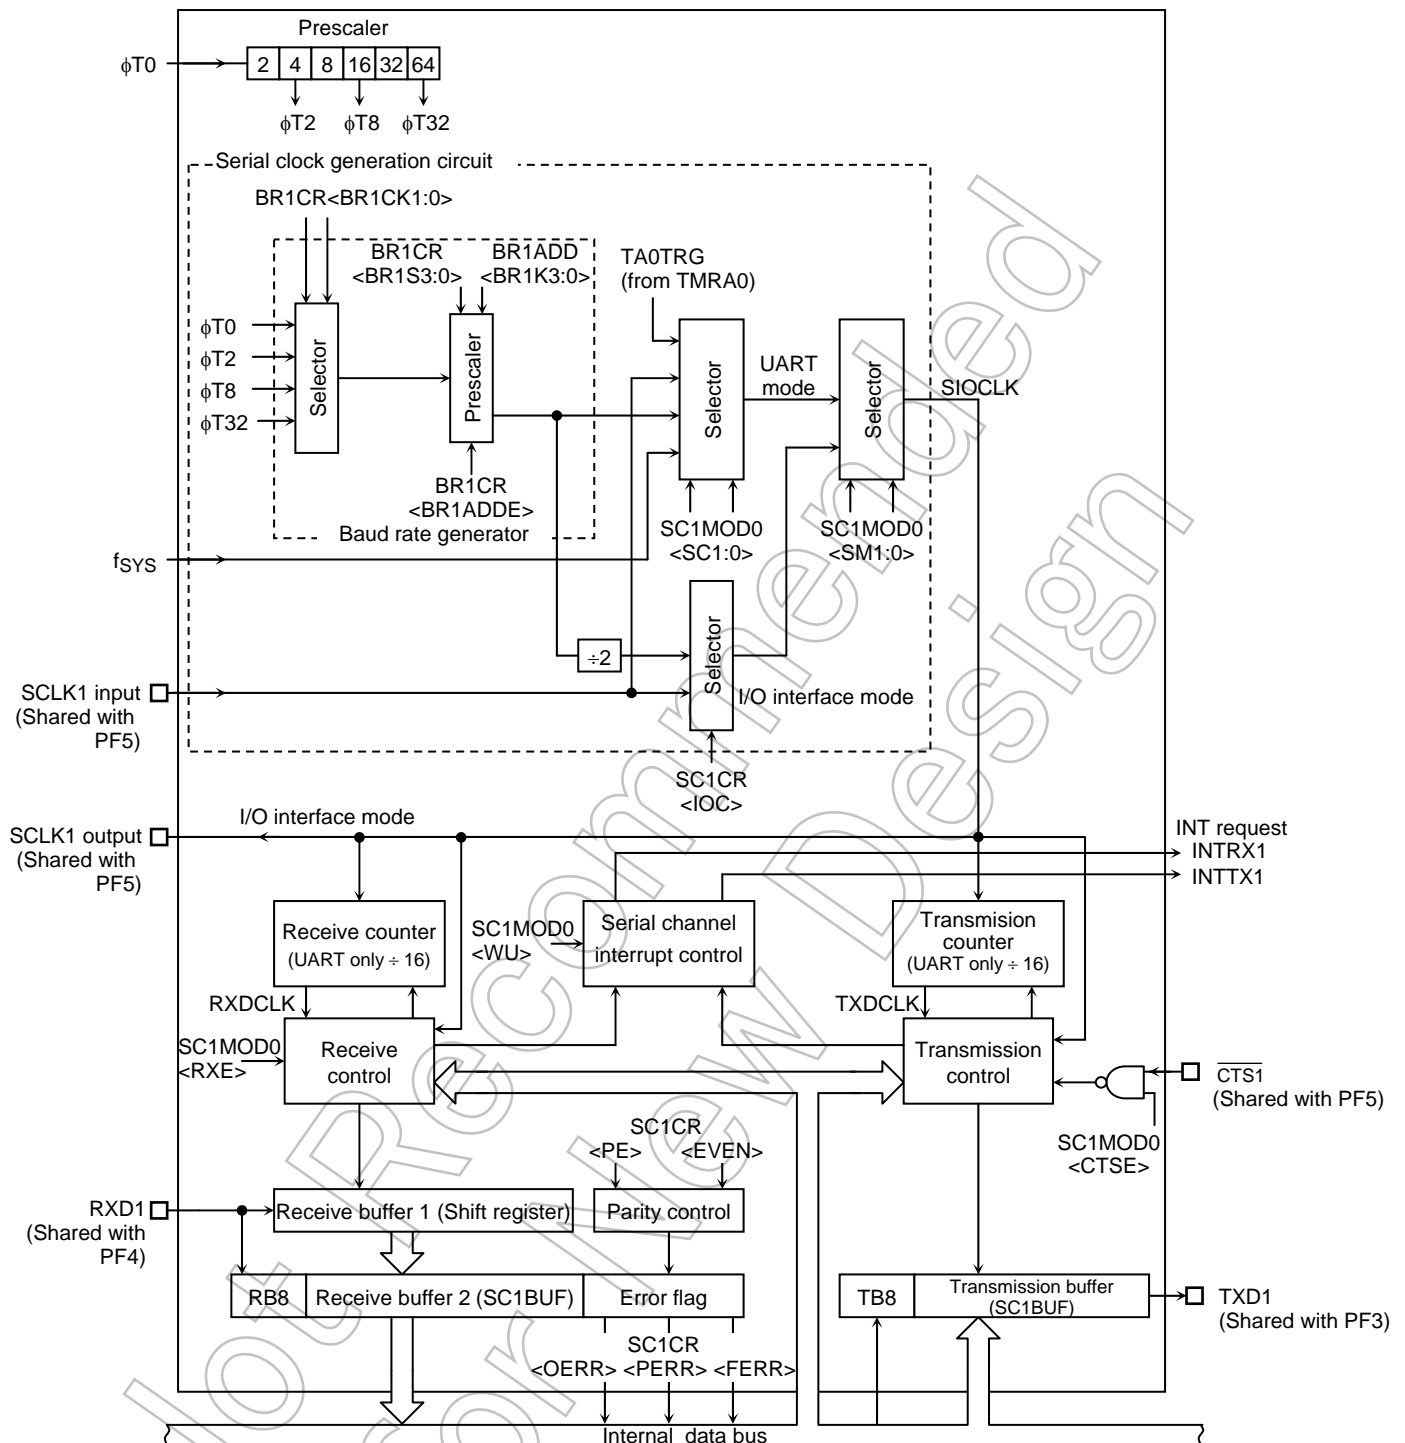 Prescaler
ϕT0
2 4 8 16 32 64
ϕT2 ϕT8 ϕT32
Serial clock generation circuit
BR1CR<BR1CK1:0>
BR1CR
<BR1S3:0>
BR1ADD
<BR1K3:0>
TA0TRG
(from TMRA0)
ϕT0
ϕT2
ϕT8
ϕT32
Selector
Prescaler
Selector
UART
mode
Selector
SIOCLK
BR1CR
<BR1ADDE>
Baud rate generator
SC1MOD0
<SC1:0>
SC1MOD0
<SM1:0>
fSYS
÷2
Selector
I/O interface mode
SCLK1 input
(Shared with
PF5)
SC1CR
<IOC>
I/O interface mode
SCLK1 output
(Shared with
PF5)
INT request
INTRX1
INTTX1
Receive counter
(UART only ÷ 16)
SC1MOD0
<WU>
Serial channel
interrupt control
Transmision
counter
(UART only ÷ 16)
RXDCLK
TXDCLK
SC1MOD0
<RXE>
Receive
control
Transmission
control
CTS1
(Shared with PF5)
SC1MOD0
<CTSE>
SC1CR
<PE> <EVEN>
RXD1
(Shared with
PF4)
Receive buffer 1 (Shift register)
Parity control
RB8
Receive buffer 2 (SC1BUF)
Error flag
TB8
Transmission buffer
(SC1BUF)
TXD1
(Shared with PF3)
SC1CR
<OERR> <PERR> <FERR>
Internal data bus
Not Recommended
for New Design